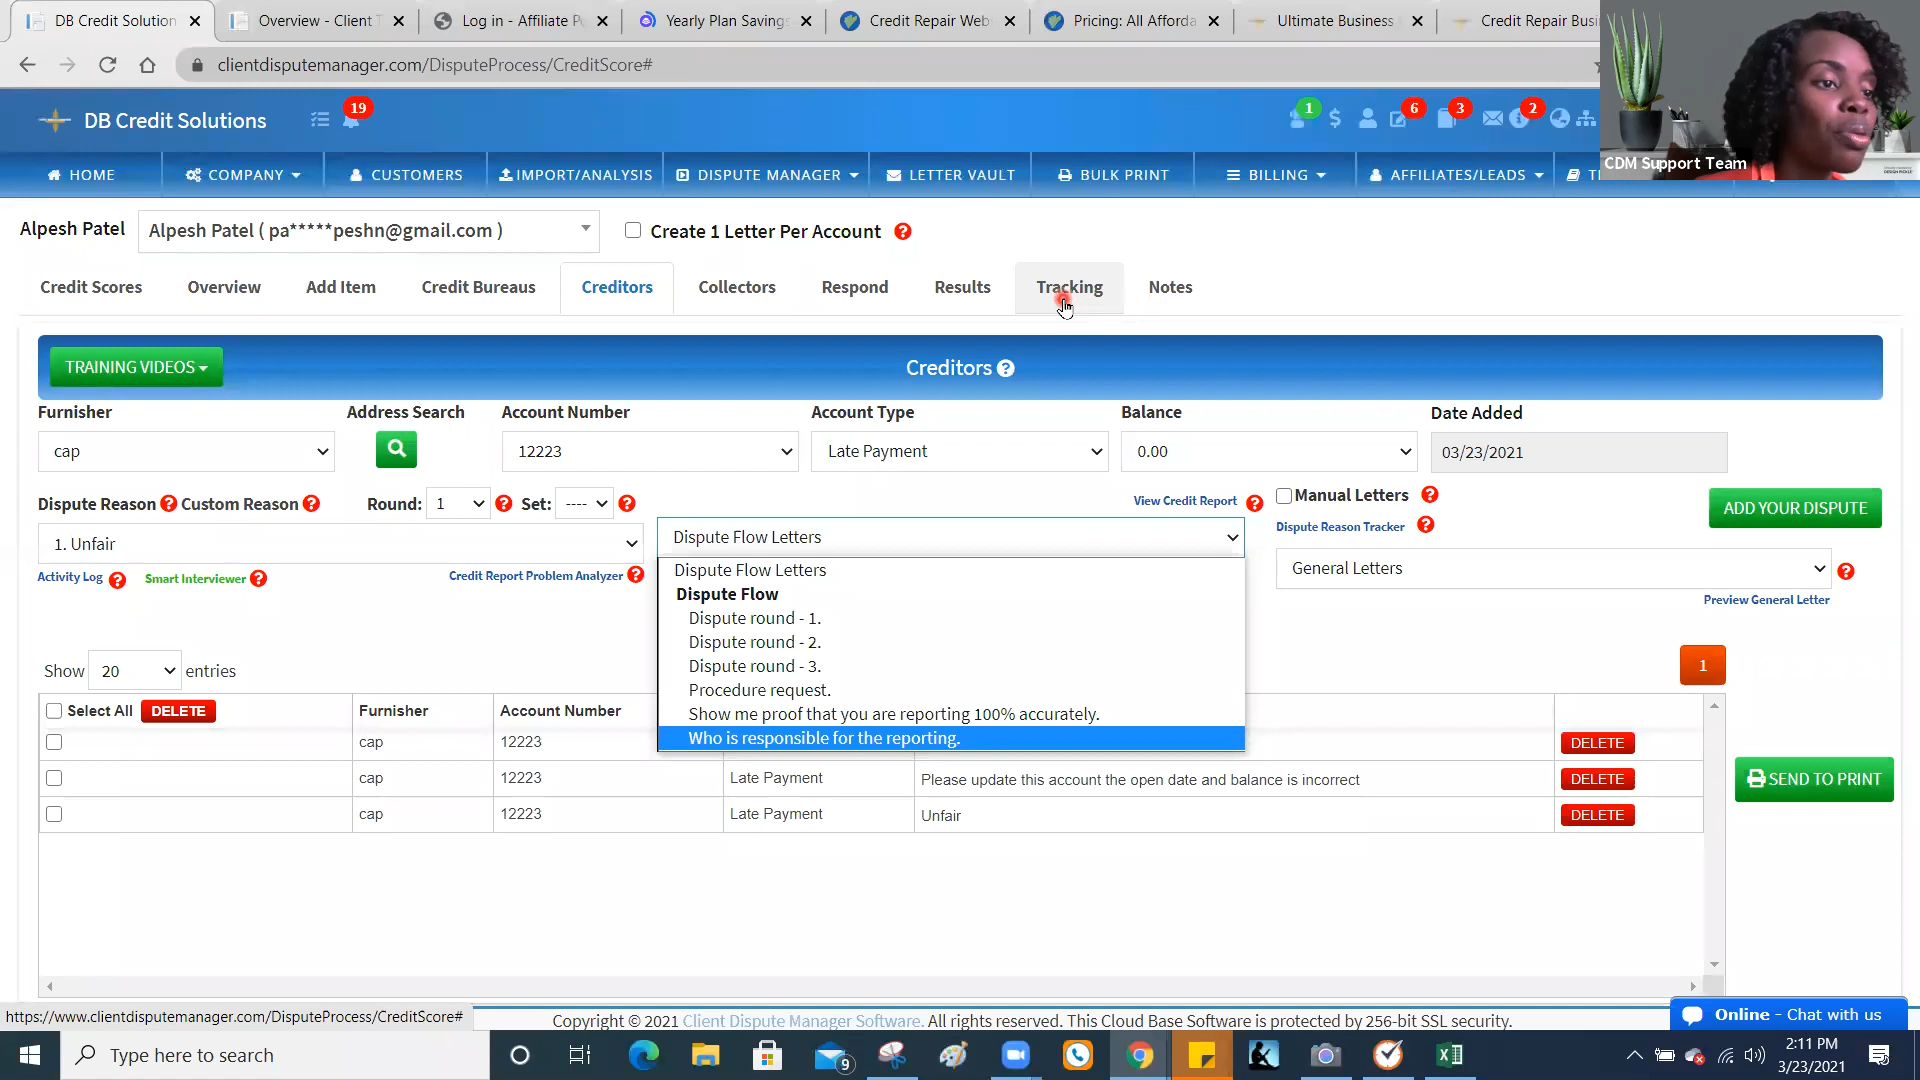 DB Credit Solution
Overview - Client T
Log in - Affiliate Po
Yearly Plan Savings
Credit Repair Web
Pricing: All Afforda
Ultimate Business
Credit Repair Busi
clientdisputemanager.com/DisputeProcess/CreditScore#
DB Credit Solutions
19
1
6
3
2
CDM Support Team
HOME
COMPANY
CUSTOMERS
IMPORT/ANALYSIS
DISPUTE MANAGER
LETTER VAULT
BULK PRINT
BILLING
AFFILIATES/LEADS
Alpesh Patel
Alpesh Patel ( pa*****peshn@gmail.com )
Create 1 Letter Per Account
Credit Scores
Overview
Add Item
Credit Bureaus
Creditors
Collectors
Respond
Results
Tracking
Notes
TRAINING VIDEOS
Creditors
Furnisher
Address Search
Account Number
Account Type
Balance
Date Added
cap
12223
Late Payment
0.00
03/23/2021
Dispute Reason
Custom Reason
Round: 1
Set: ----
View Credit Report
Manual Letters
ADD YOUR DISPUTE
1. Unfair
Dispute Flow Letters
Dispute Reason Tracker
General Letters
Activity Log
Smart Interviewer
Credit Report Problem Analyzer
Preview General Letter
Dispute Flow Letters
Dispute Flow
Dispute round - 1.
Dispute round - 2.
Dispute round - 3.
Procedure request.
Show me proof that you are reporting 100% accurately.
Who is responsible for the reporting.
Show 20 entries
1
Select All DELETE
Furnisher
Account Number
cap 12223 DELETE
cap 12223 Late Payment Please update this account the open date and balance is incorrect DELETE
cap 12223 Late Payment Unfair DELETE
SEND TO PRINT
https://www.clientdisputemanager.com/DisputeProcess/CreditScore#
Copyright © 2021 Client Dispute Manager Software. All rights reserved. This Cloud Base Software is protected by 256-bit SSL security.
Online - Chat with us
Type here to search
9
2:11 PM
3/23/2021